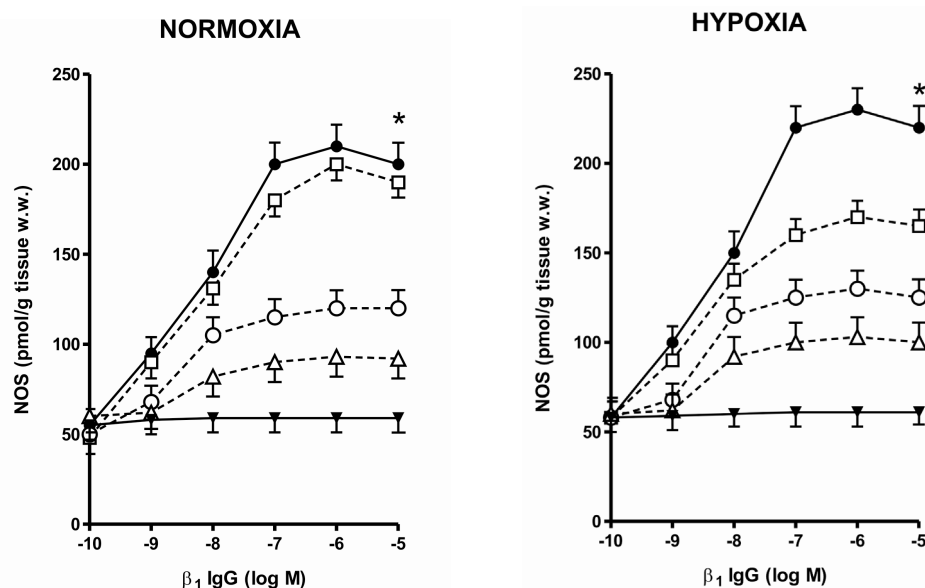 NORMOXIA
NOS (pmol/g tissue w.w.)
250
200
150
100
50
0
*
-10 -9 -8 -7 -6 -5
β1 IgG (log M)
HYPOXIA
NOS (pmol/g tissue w.w.)
250
200
150
100
50
0
*
-10 -9 -8 -7 -6 -5
β1 IgG (log M)